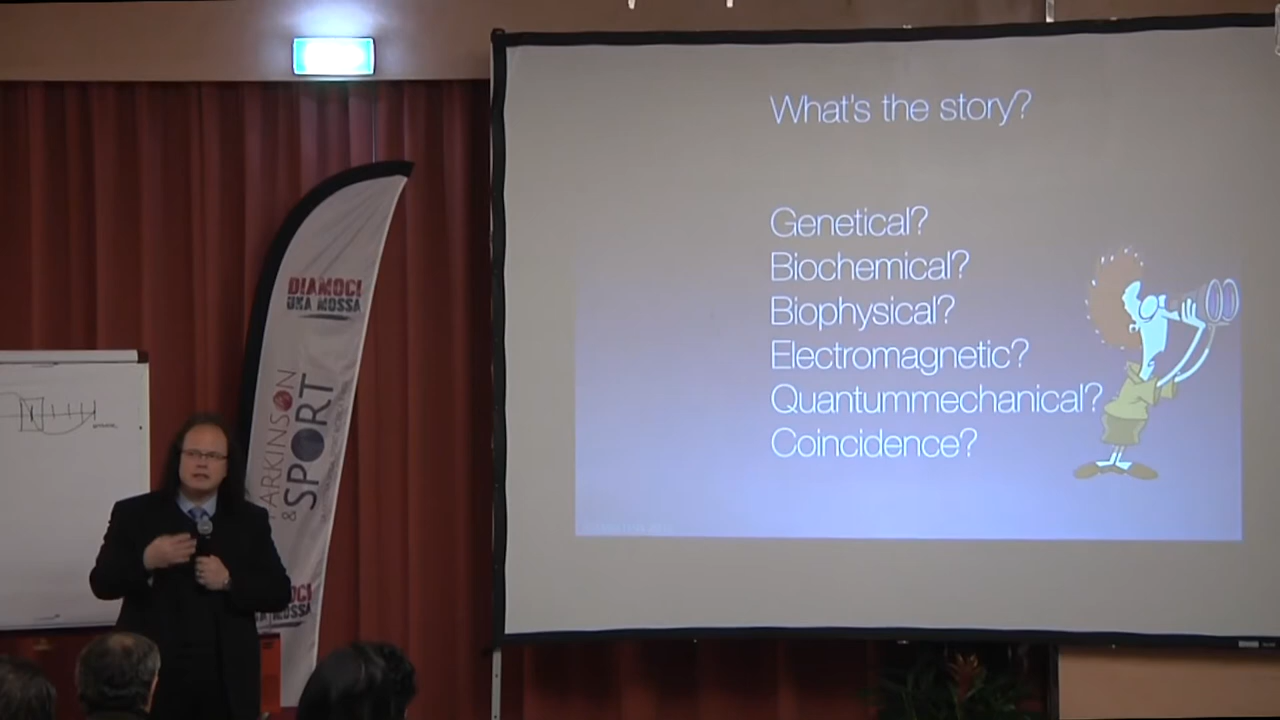 What's the story?
Genetical?
Biochemical?
Biophysical?
Electromagnetic?
Quantummechanical?
Coincidence?
DIAMOCI
UNA MOSSA
PARKINSON
& SPORT